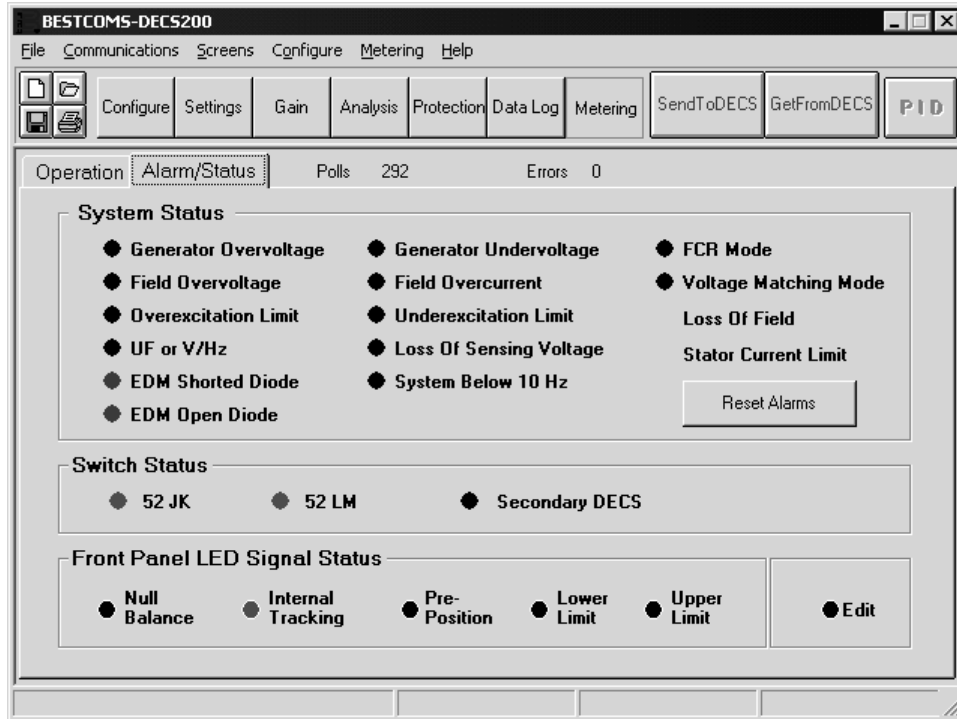 BESTCOMS-DECS200
File Communications Screens Configure Metering Help
Configure Settings Gain Analysis Protection Data Log Metering SendToDECS GetFromDECS PID
Operation Alarm/Status Polls 292 Errors 0
System Status
Generator Overvoltage Generator Undervoltage FCR Mode
Field Overvoltage Field Overcurrent Voltage Matching Mode
Overexcitation Limit Underexcitation Limit Loss Of Field
UF or V/Hz Loss Of Sensing Voltage Stator Current Limit
EDM Shorted Diode System Below 10 Hz
Reset Alarms
EDM Open Diode
Switch Status
52 JK 52 LM Secondary DECS
Front Panel LED Signal Status
Null Balance
Internal Tracking
Pre-Position
Lower Limit
Upper Limit
Edit